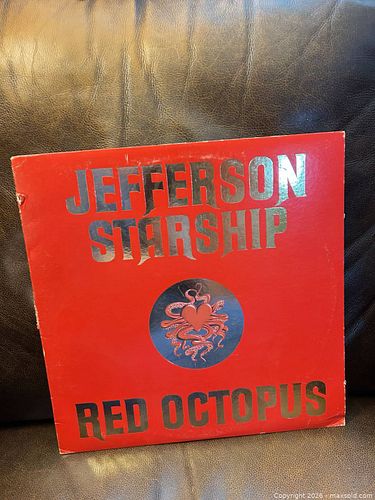 JEFFERSON
STARSHIP
RED OCTOPUS
Copyright 2026 - maxsold.com